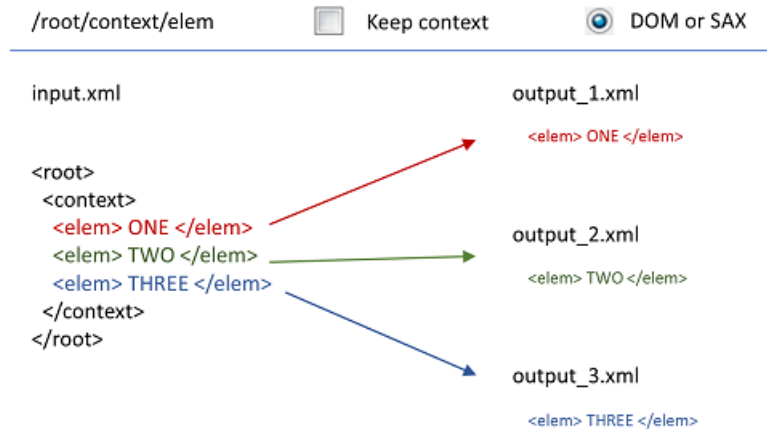 /root/context/elem Keep context DOM or SAX
input.xml
<root>
<context>
<elem> ONE </elem>
<elem> TWO </elem>
<elem> THREE </elem>
</context>
</root>
output_1.xml
<elem> ONE </elem>
output_2.xml
<elem> TWO </elem>
output_3.xml
<elem> THREE </elem>